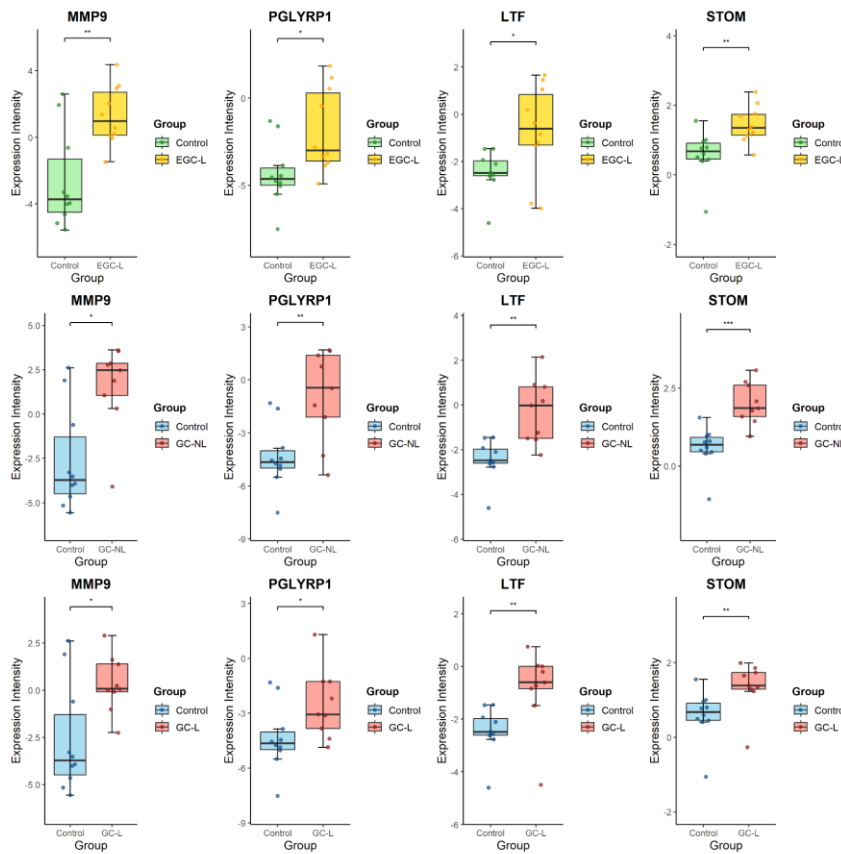 MMP9
**
Expression Intensity
4
0
-4
Control
EGC-L
Group
Group
Control
EGC-L
PGLYRP1
*
Expression Intensity
0
-5
Control
EGC-L
Group
Group
Control
EGC-L
LTF
*
Expression Intensity
2
0
-2
-4
-6
Control
EGC-L
Group
Group
Control
EGC-L
STOM
**
Expression Intensity
4
2
0
-2
Control
EGC-L
Group
Group
Control
EGC-L
MMP9
*
Expression Intensity
5.0
2.5
0.0
-2.5
-5.0
Control
GC-NL
Group
Group
Control
GC-NL
PGLYRP1
**
Expression Intensity
3
0
-3
-6
-9
Control
GC-NL
Group
Group
Control
GC-NL
LTF
**
Expression Intensity
4
2
0
-2
-4
-6
Control
GC-NL
Group
Group
Control
GC-NL
STOM
***
Expression Intensity
2.5
0.0
Control
GC-NL
Group
Group
Control
GC-NL
MMP9
*
Expression Intensity
2.5
0.0
-2.5
-5.0
Control
GC-L
Group
Group
Control
GC-L
PGLYRP1
*
Expression Intensity
3
0
-3
-6
-9
Control
GC-L
Group
Group
Control
GC-L
LTF
**
Expression Intensity
2
0
-2
-4
-6
Control
GC-L
Group
Group
Control
GC-L
STOM
**
Expression Intensity
2
0
-2
Control
GC-L
Group
Group
Control
GC-L